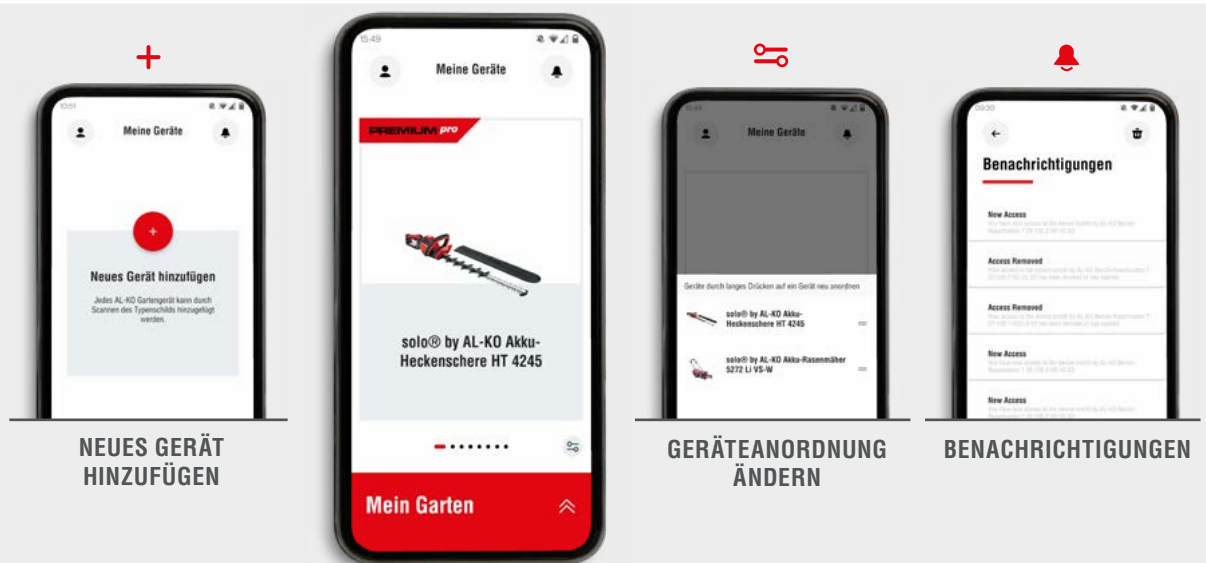 10:51
Meine Geräte
Neues Gerät hinzufügen
Jedes AL-KO Gartengerät kann durch
Scannen des Typenschilds hinzugefügt
werden.
NEUES GERÄT
HINZUFÜGEN
15:49
Meine Geräte
PREMIUM pro
solo® by AL-KO Akku-
Heckenschere HT 4245
Mein Garten
15:49
Meine Geräte
Geräte durch langes Drücken auf ein Gerät neu anordnen
solo® by AL-KO Akku-
Heckenschere HT 4245
solo® by AL-KO Akku-Rasenmäher
5272 Li VS-W
GERÄTEANORDNUNG
ÄNDERN
09:30
Benachrichtigungen
New Access
Access Removed
Access Removed
New Access
New Access
BENACHRICHTIGUNGEN